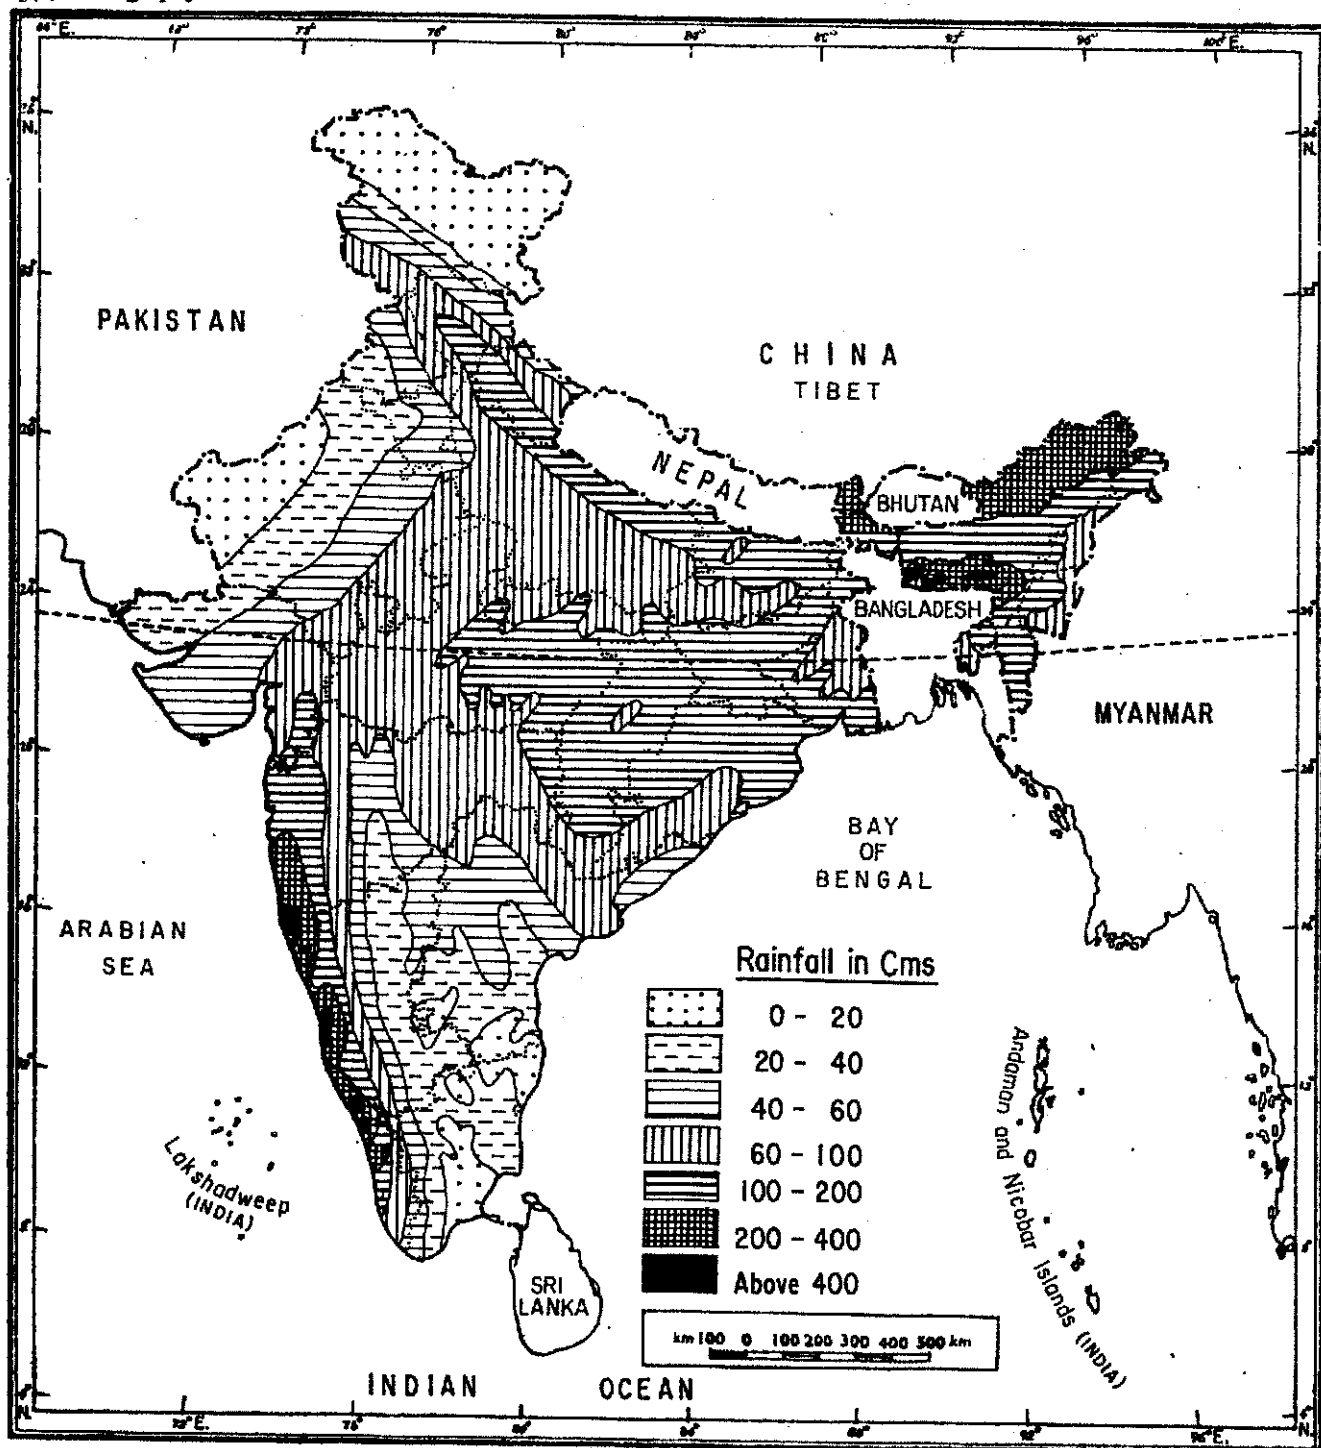 PAKISTAN
CHINA
TIBET
NEPAL
BHUTAN
BANGLADESH
MYANMAR
BAY
OF
BENGAL
ARABIAN
SEA
Rainfall in Cms
0 - 20
20 - 40
40 - 60
60 - 100
100 - 200
200 - 400
Above 400
Lakshadweep
(INDIA)
Andaman and Nicobar Islands (INDIA)
SRI
LANKA
km 100 0 100 200 300 400 500 km
INDIAN OCEAN